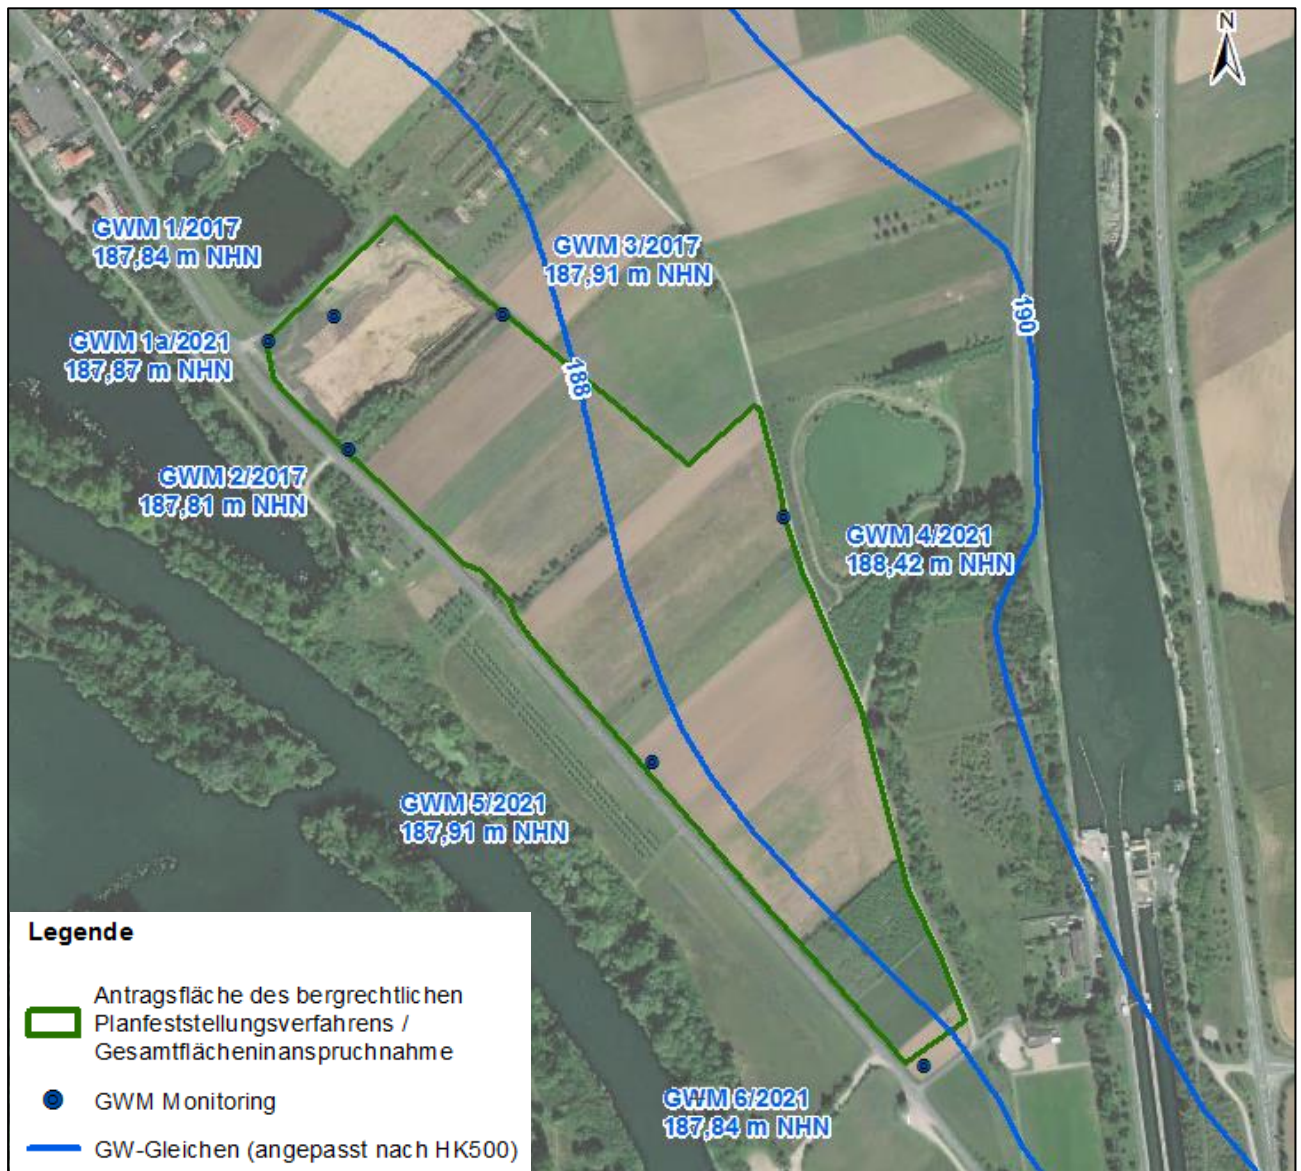 N
GWM 1/2017
187,84 m NHN
GWM 3/2017
187,91 m NHN
190
GWM 1a/2021
187,87 m NHN
188
GWM 2/2017
187,81 m NHN
GWM 4/2021
188,42 m NHN
GWM 5/2021
187,91 m NHN
GWM 6/2021
187,84 m NHN
Legende
Antragsfläche des bergrechtlichen
Planfeststellungsverfahrens /
Gesamtflächeninanspruchnahme
GWM Monitoring
GW-Gleichen (angepasst nach HK500)